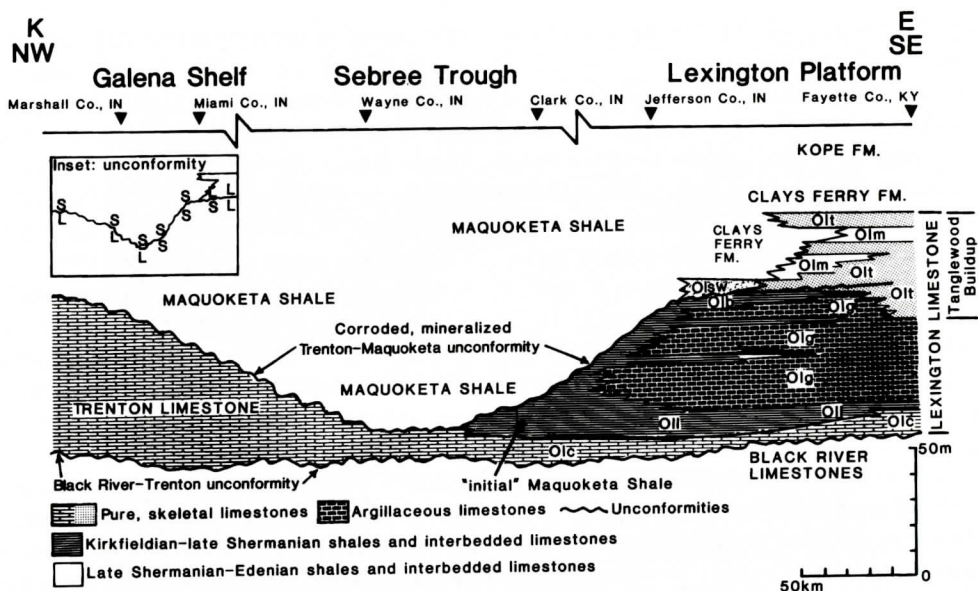 K
NW
E
SE
Galena Shelf
Sebree Trough
Lexington Platform
Marshall Co., IN
Miami Co., IN
Wayne Co., IN
Clark Co., IN
Jefferson Co., IN
Fayette Co., KY
KOPE FM.
Inset: unconformity
S
L
S
L
S
L
S
S
S
S
L
L
S
L
CLAYS FERRY FM.
MAQUOKETA SHALE
CLAYS
FERRY
FM.
Olt
Olm
Olm
Olt
Olt
Olsw
Olb
Olg
Tanglewood
Buildup
LEXINGTON LIMESTONE
MAQUOKETA SHALE
Corroded, mineralized
Trenton-Maquoketa unconformity
Olg
MAQUOKETA SHALE
Olg
TRENTON LIMESTONE
Oll
Oll
Olc
Olc
BLACK RIVER
LIMESTONES
50m
Black River-Trenton unconformity
"initial" Maquoketa Shale
Pure, skeletal limestones
Argillaceous limestones
Unconformities
Kirkfieldian-late Shermanian shales and interbedded limestones
Late Shermanian-Edenian shales and interbedded limestones
50km
0